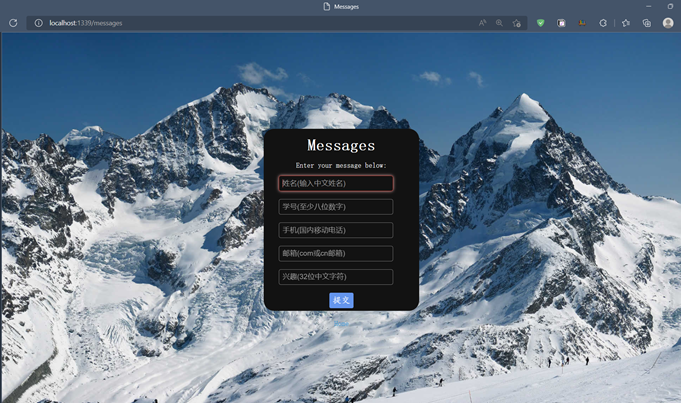 Messages
localhost:1339/messages
Messages
Enter your message below:
姓名(输入中文姓名)
学号(至少八位数字)
手机(国内移动电话)
邮箱(com或cn邮箱)
兴趣(32位中文字符)
提交